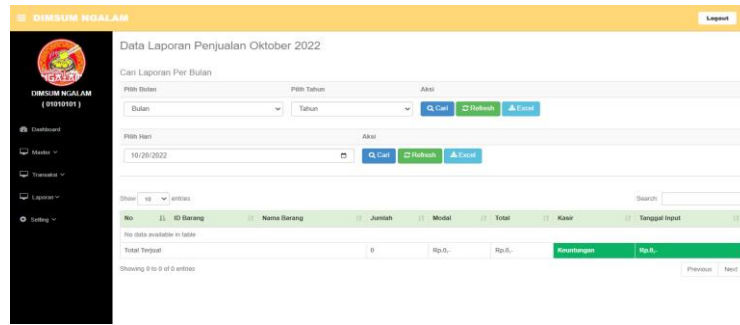 DIMSUM NGALAM
Logout
NGALAM
DIMSUM NGALAM
( 01010101 )
Dashboard
Master
Transaksi
Laporan
Setting
Data Laporan Penjualan Oktober 2022
Cari Laporan Per Bulan
Pilih Bulan Pilih Tahun Aksi
Bulan Tahun Cari Refresh Excel
Pilih Hari Aksi
10/20/2022 Cari Refresh Excel
Show 10 entries Search:
No ID Barang Nama Barang Jumlah Modal Total Kasir Tanggal Input
No data available in table
Total Terjual 0 Rp.0,- Rp.0,- Keuntungan Rp.0,-
Showing 0 to 0 of 0 entries Previous Next